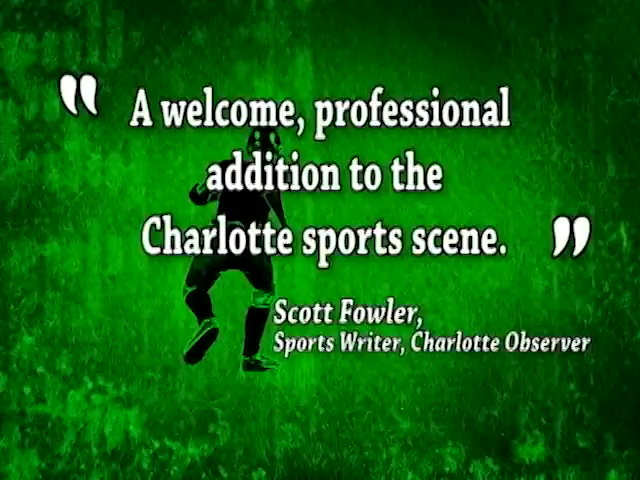 " A welcome, professional
addition to the
Charlotte sports scene. "
Scott Fowler,
Sports Writer, Charlotte Observer